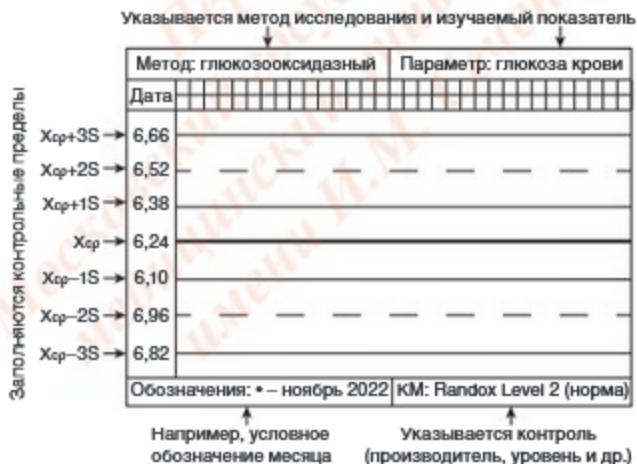 Указывается метод исследования и изучаемый показатель
Метод: глюкозооксидазный Параметр: глюкоза крови
Дата
Заполняются контрольные пределы
Xср+3S 6,66
Xср+2S 6,52
Xср+1S 6,38
Xср 6,24
Xср–1S 6,10
Xср–2S 6,96
Xср–3S 6,82
Обозначения: • – ноябрь 2022 КМ: Randox Level 2 (норма)
Например, условное обозначение месяца
Указывается контроль (производитель, уровень и др.)
имени И.М.